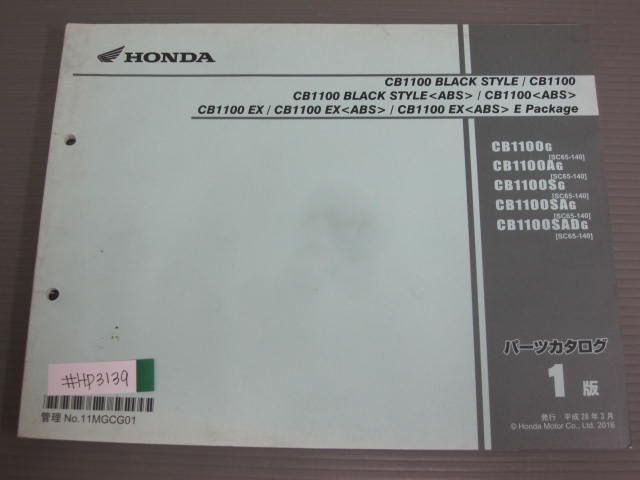 HONDA
CB1100 BLACK STYLE / CB1100
CB1100 BLACK STYLE<ABS> / CB1100<ABS>
CB1100 EX / CB1100 EX<ABS> / CB1100 EX<ABS> E Package
CB1100G
[SC65-140]
CB1100AG
[SC65-140]
CB1100SG
[SC65-140]
CB1100SAG
[SC65-140]
CB1100SADG
[SC65-140]
パーツカタログ
1 版
発行 平成28年3月
© Honda Motor Co., Ltd. 2016
#HP3139
管理 No.11MGCG01